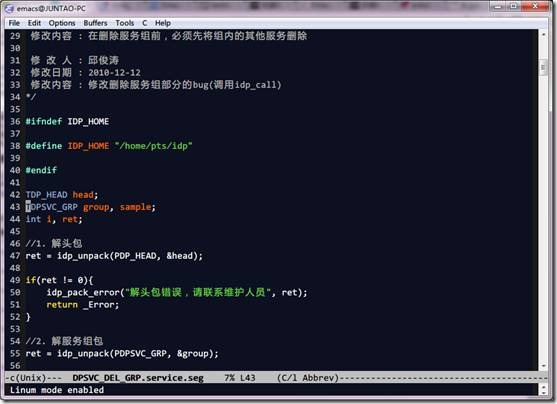 emacs@JUNTAO-PC
File Edit Options Buffers Tools C Help
29 修改内容 : 在删除服务组前，必须先将组内的其他服务删除
30
31 修 改 人 : 邱俊涛
32 修改日期 : 2010-12-12
33 修改内容 : 修改删除服务组部分的bug(调用idp_call)
34 */
35
36 #ifndef IDP_HOME
37
38 #define IDP_HOME "/home/pts/idp"
39
40 #endif
41
42 TDP_HEAD head;
43 TDPSVC_GRP group, sample;
44 int i, ret;
45
46 //1. 解头包
47 ret = idp_unpack(PDP_HEAD, &head);
48
49 if(ret != 0){
50 idp_pack_error("解头包错误，请联系维护人员", ret);
51 return _Error;
52 }
53
54 //2. 解服务组包
55 ret = idp_unpack(PDPSVC_GRP, &group);
56
-c(Unix)--- DPSVC_DEL_GRP.service.seg 7% L43 (C/l Abbrev)---
Linum mode enabled